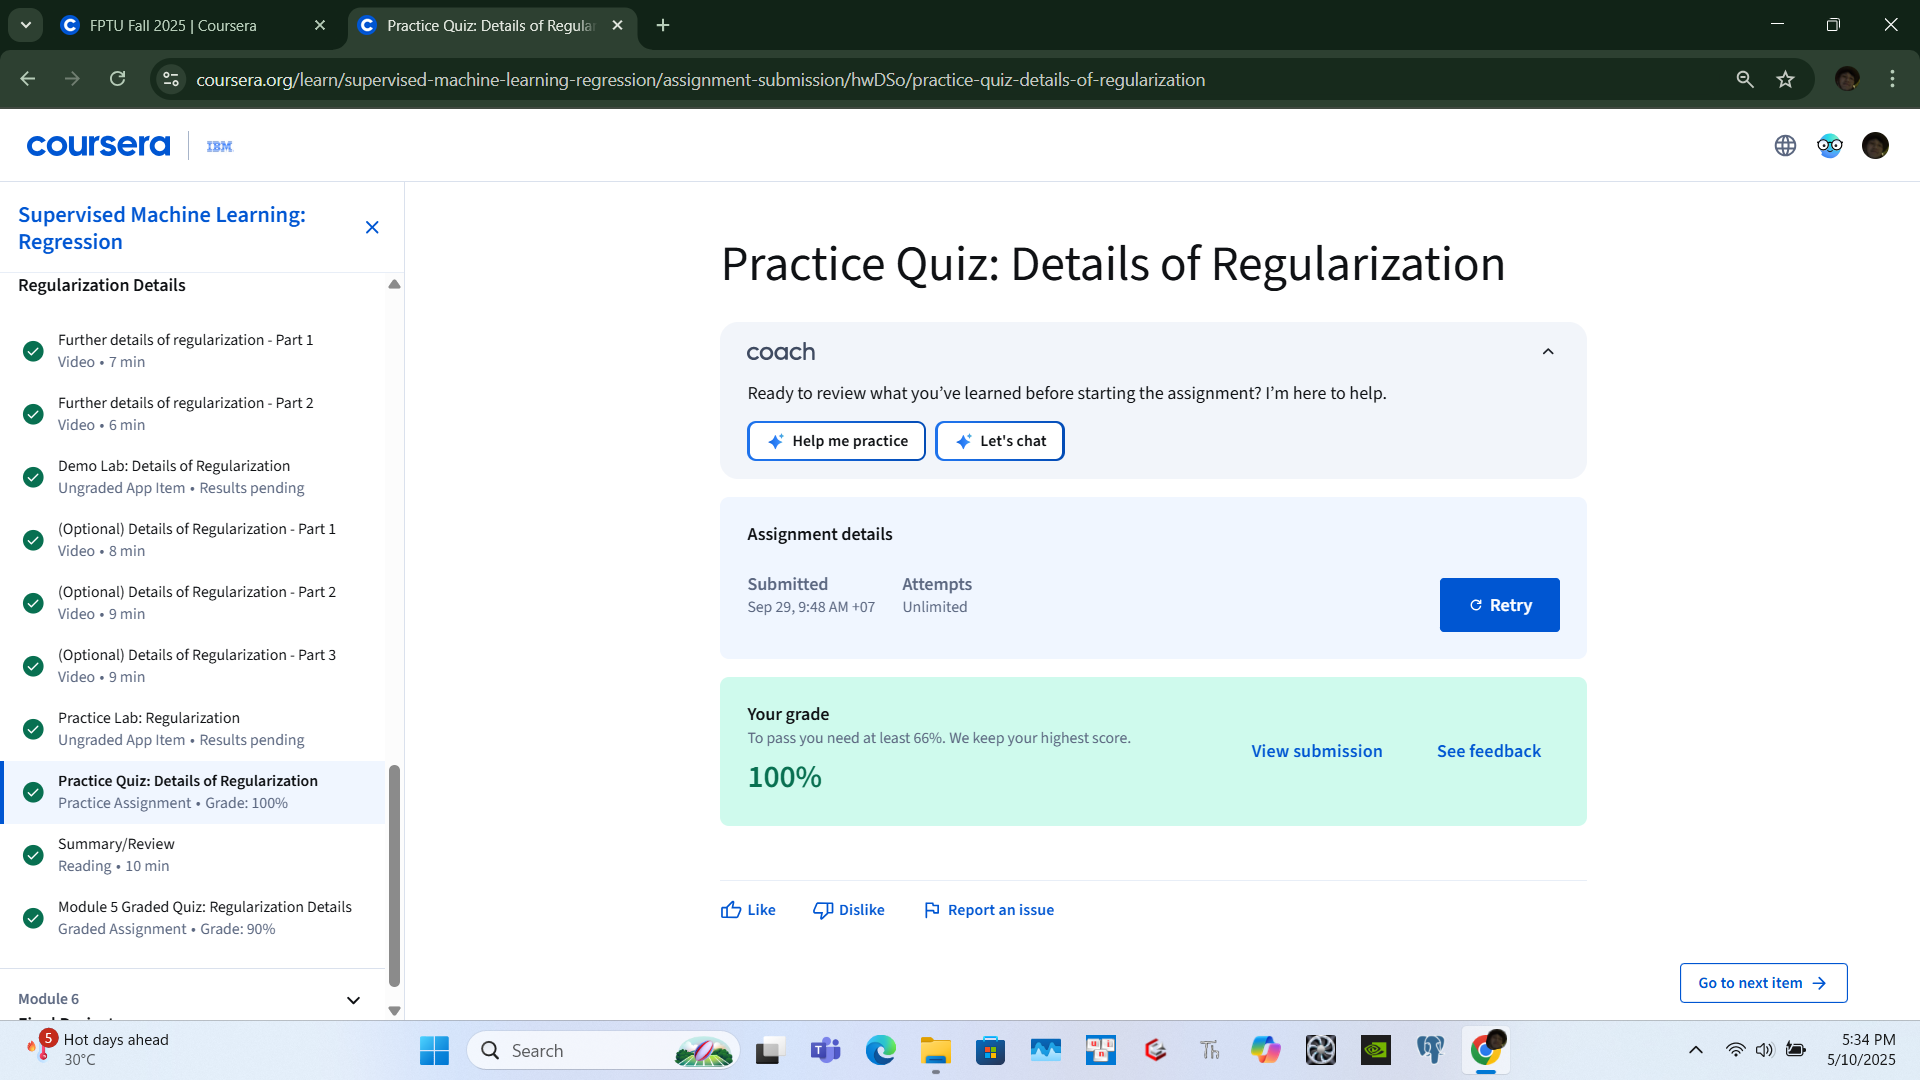 FPTU Fall 2025 | Coursera
Practice Quiz: Details of Regular
coursera.org/learn/supervised-machine-learning-regression/assignment-submission/hwDSo/practice-quiz-details-of-regularization
coursera
IBM
Supervised Machine Learning:
Regression
Regularization Details
Further details of regularization - Part 1
Video • 7 min
Further details of regularization - Part 2
Video • 6 min
Demo Lab: Details of Regularization
Ungraded App Item • Results pending
(Optional) Details of Regularization - Part 1
Video • 8 min
(Optional) Details of Regularization - Part 2
Video • 9 min
(Optional) Details of Regularization - Part 3
Video • 9 min
Practice Lab: Regularization
Ungraded App Item • Results pending
Practice Quiz: Details of Regularization
Practice Assignment • Grade: 100%
Summary/Review
Reading • 10 min
Module 5 Graded Quiz: Regularization Details
Graded Assignment • Grade: 90%
Module 6
Practice Quiz: Details of Regularization
coach
Ready to review what you've learned before starting the assignment? I'm here to help.
Help me practice
Let's chat
Assignment details
Submitted
Attempts
Sep 29, 9:48 AM +07
Unlimited
Retry
Your grade
To pass you need at least 66%. We keep your highest score.
100%
View submission
See feedback
Like
Dislike
Report an issue
Go to next item
5
Hot days ahead
30°C
Search
Th
5:34 PM
5/10/2025